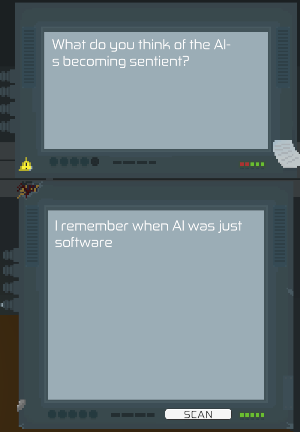 What do you think of the AI-
s becoming sentient?
I remember when AI was just
software
SCAN